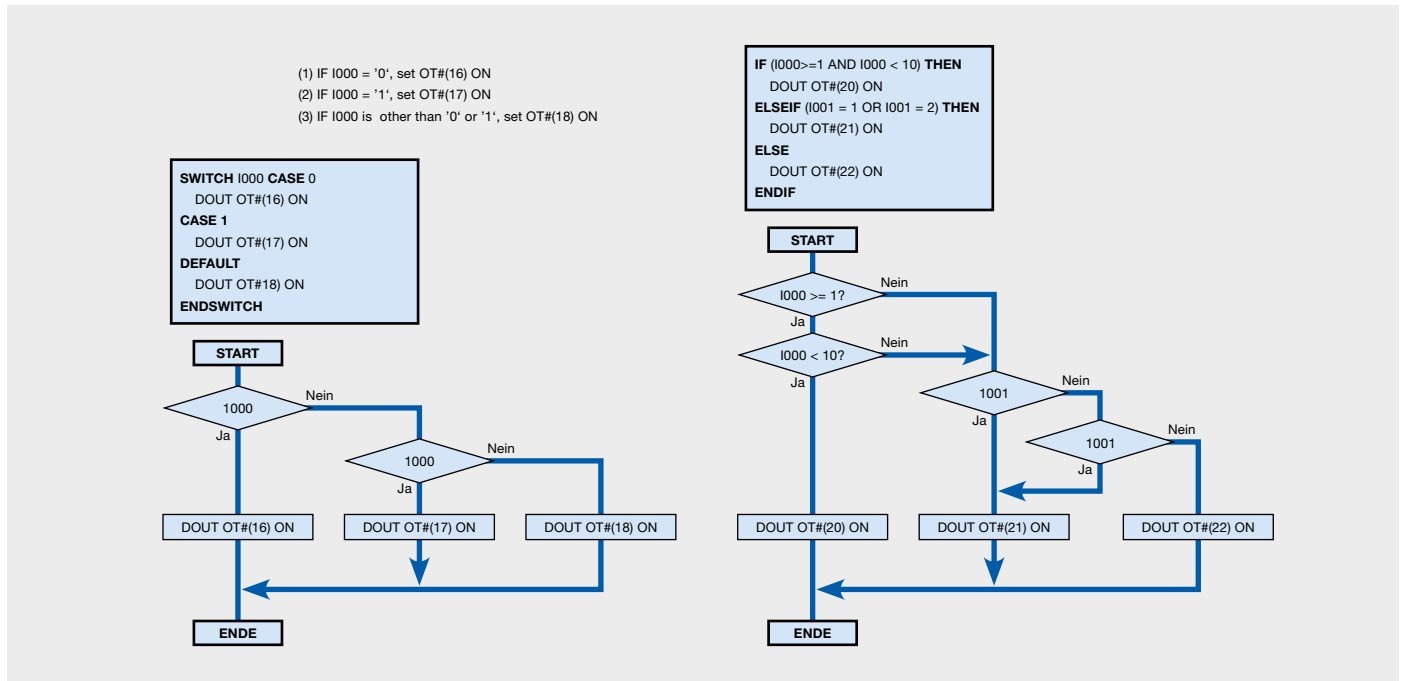 (1) IF I000 = '0‘, set OT#(16) ON
(2) IF I000 = '1‘, set OT#(17) ON
(3) IF I000 is other than '0‘ or '1‘, set OT#(18) ON
SWITCH I000 CASE 0
DOUT OT#(16) ON
CASE 1
DOUT OT#(17) ON
DEFAULT
DOUT OT#18) ON
ENDSWITCH
START
1000
Nein
Ja
1000
Nein
Ja
DOUT OT#(16) ON
DOUT OT#(17) ON
DOUT OT#(18) ON
ENDE
IF (I000>=1 AND I000 < 10) THEN
DOUT OT#(20) ON
ELSEIF (I001 = 1 OR I001 = 2) THEN
DOUT OT#(21) ON
ELSE
DOUT OT#(22) ON
ENDIF
START
I000 >= 1?
Nein
Ja
I000 < 10?
Nein
Ja
1001
Nein
Ja
1001
Nein
Ja
DOUT OT#(20) ON
DOUT OT#(21) ON
DOUT OT#(22) ON
ENDE